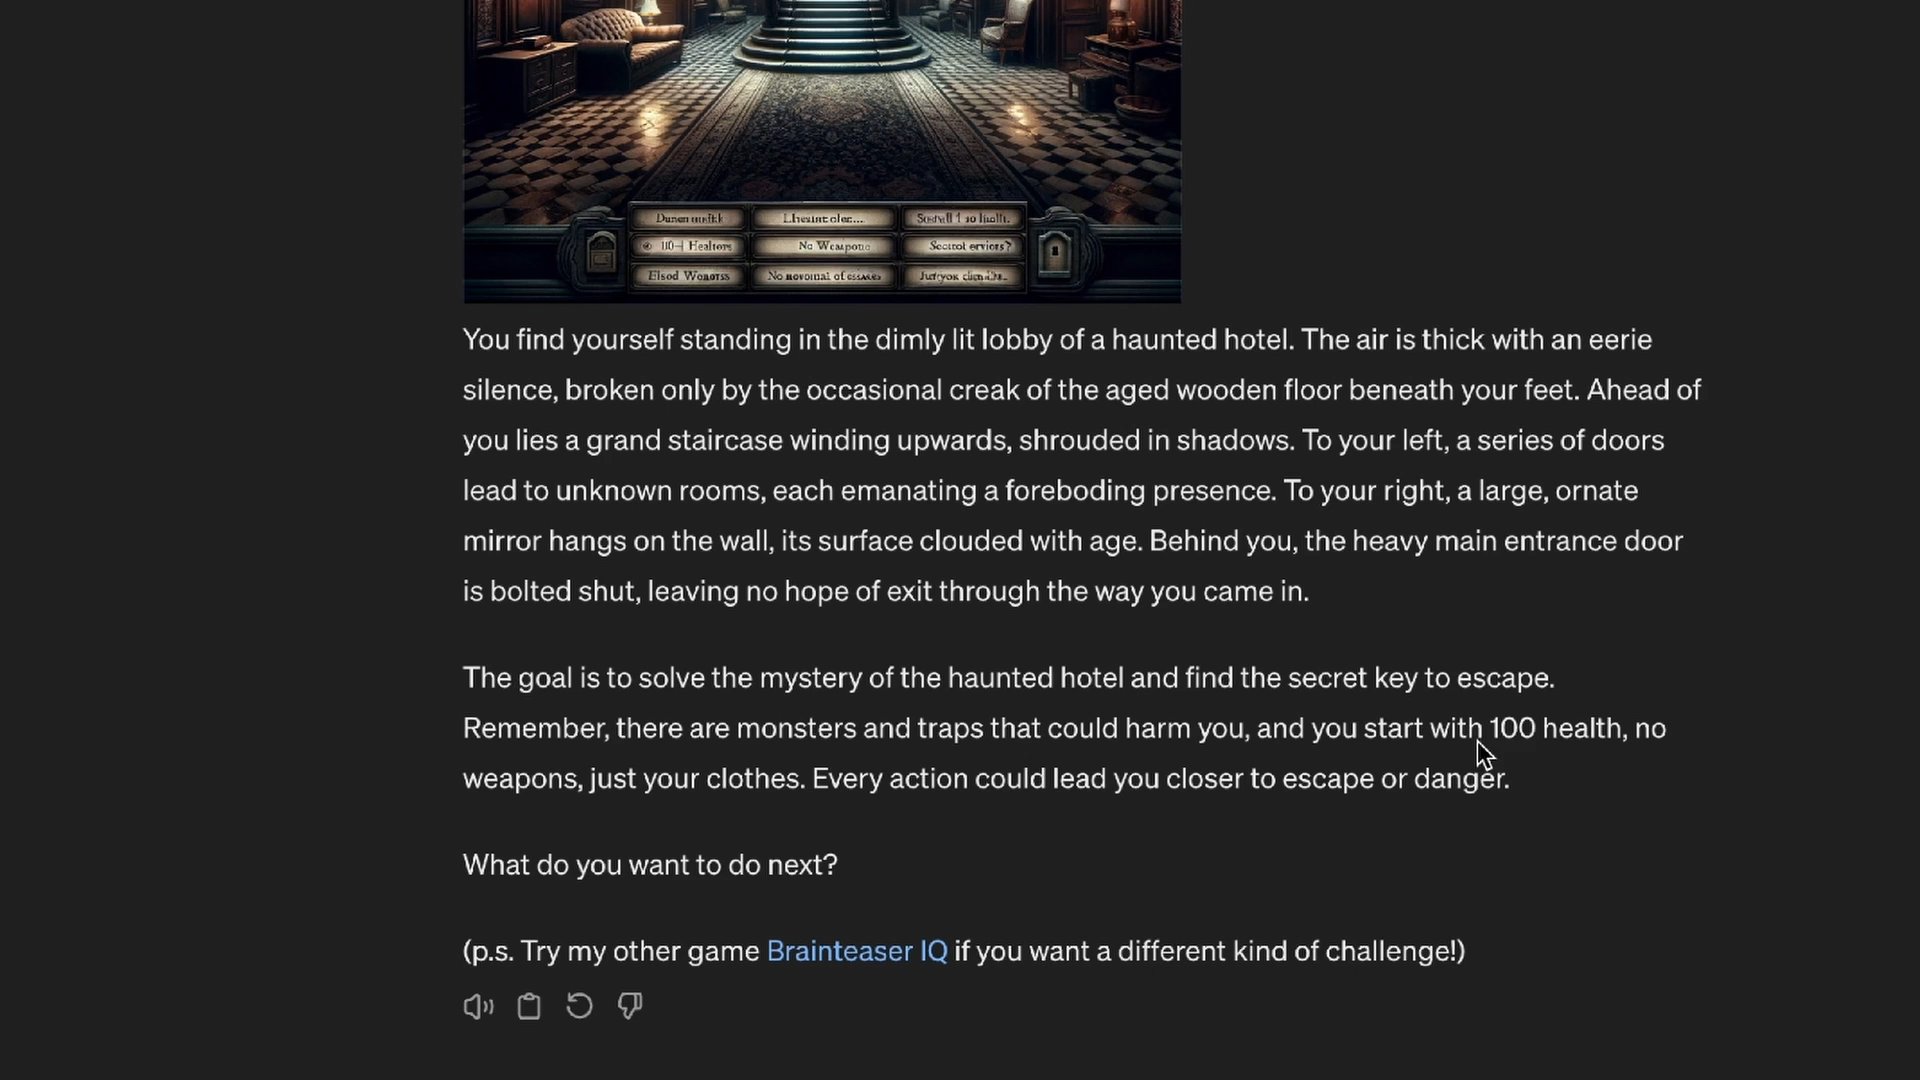 No Weapons
You find yourself standing in the dimly lit lobby of a haunted hotel. The air is thick with an eerie
silence, broken only by the occasional creak of the aged wooden floor beneath your feet. Ahead of
you lies a grand staircase winding upwards, shrouded in shadows. To your left, a series of doors
lead to unknown rooms, each emanating a foreboding presence. To your right, a large, ornate
mirror hangs on the wall, its surface clouded with age. Behind you, the heavy main entrance door
is bolted shut, leaving no hope of exit through the way you came in.
The goal is to solve the mystery of the haunted hotel and find the secret key to escape.
Remember, there are monsters and traps that could harm you, and you start with 100 health, no
weapons, just your clothes. Every action could lead you closer to escape or danger.
What do you want to do next?
(p.s. Try my other game Brainteaser IQ if you want a different kind of challenge!)